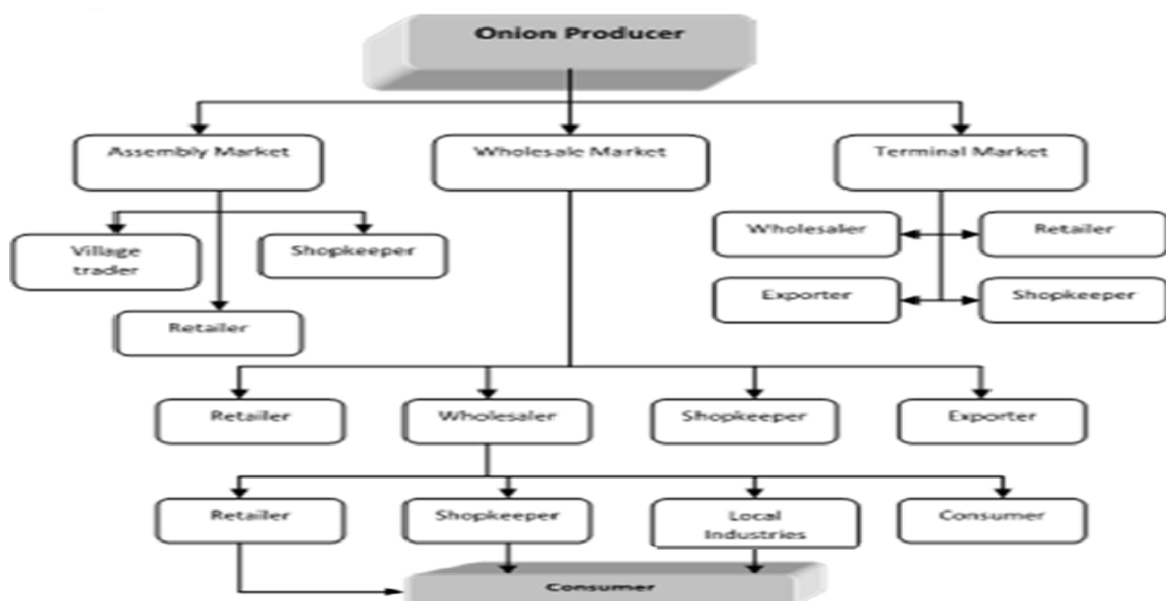 Onion Producer
Assembly Market
Wholesale Market
Terminal Market
Village
trader
Shopkeeper
Retailer
Wholesaler
Retailer
Exporter
Shopkeeper
Retailer
Wholesaler
Shopkeeper
Exporter
Retailer
Shopkeeper
Local
Industries
Consumer
Consumer